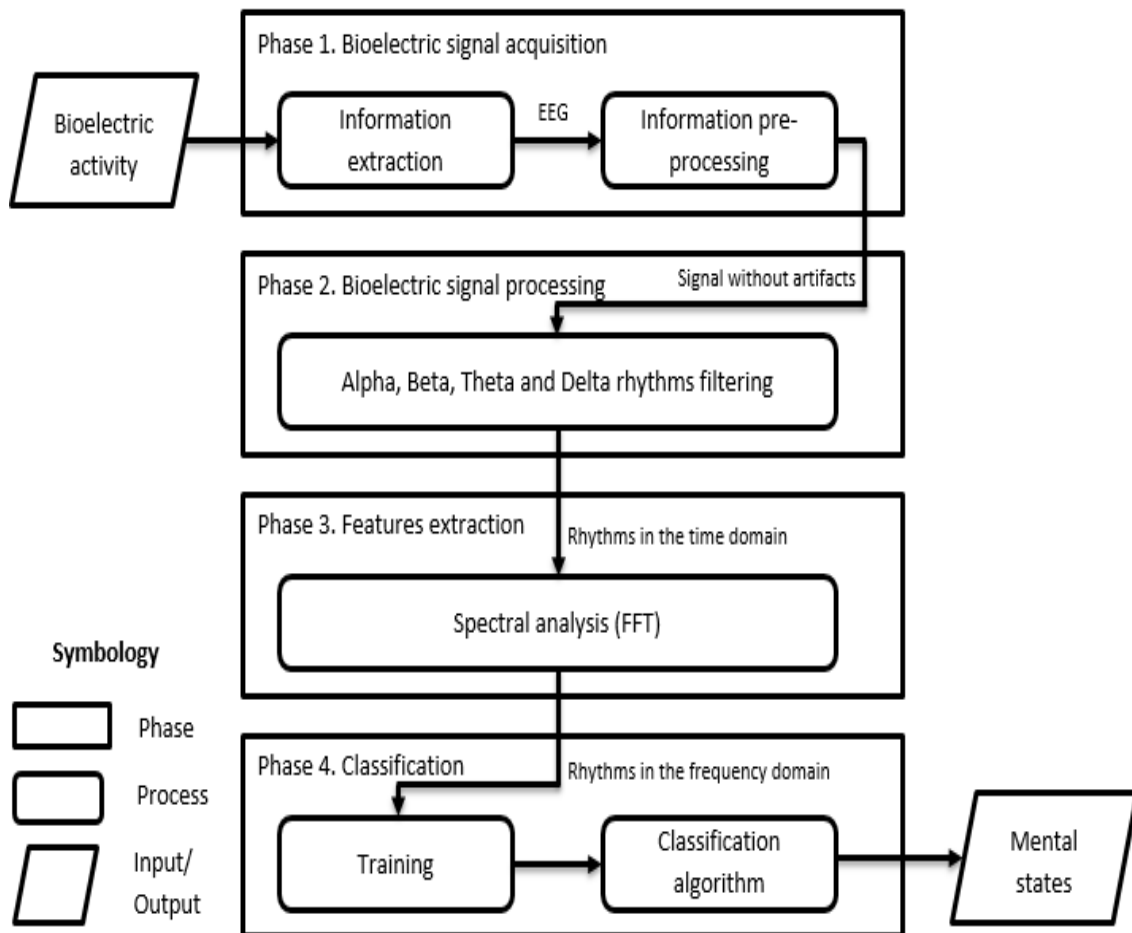 Phase 1. Bioelectric signal acquisition
Bioelectric
activity
Information
extraction
EEG
Information pre-
processing
Phase 2. Bioelectric signal processing
Signal without artifacts
Alpha, Beta, Theta and Delta rhythms filtering
Phase 3. Features extraction
Rhythms in the time domain
Spectral analysis (FFT)
Phase 4. Classification
Rhythms in the frequency domain
Training
Classification
algorithm
Mental
states
Symbology
Phase
Process
Input/
Output